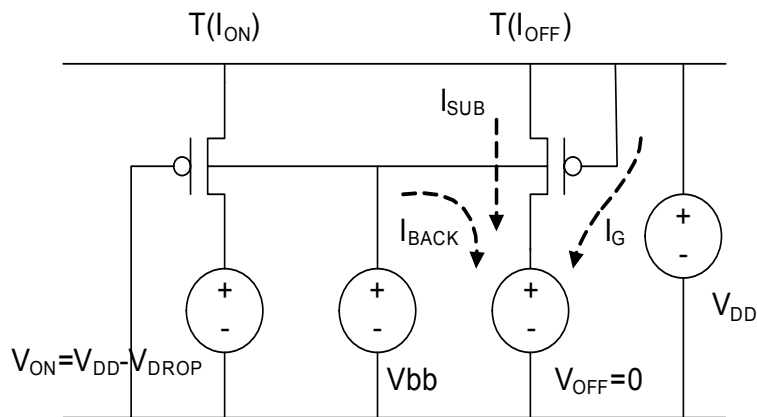 T(I_ON) T(I_OFF)
I_SUB
I_BACK I_G
+ - + - + - + -
V_DD
V_ON=V_DD-V_DROP Vbb V_OFF=0